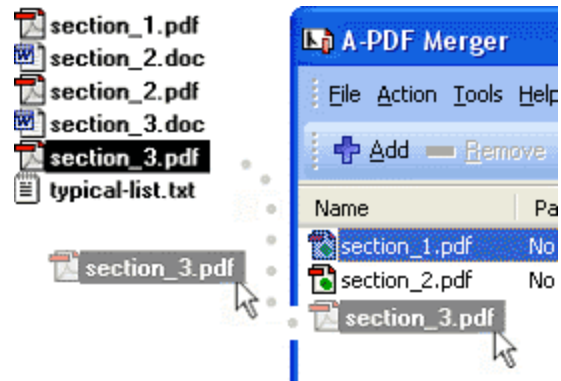 section_1.pdf
section_2.doc
section_2.pdf
section_3.doc
section_3.pdf
typical-list.txt
section_3.pdf
A-PDF Merger
File Action Tools Help
Add Remove
Name Pa
section_1.pdf No
section_2.pdf No
section_3.pdf